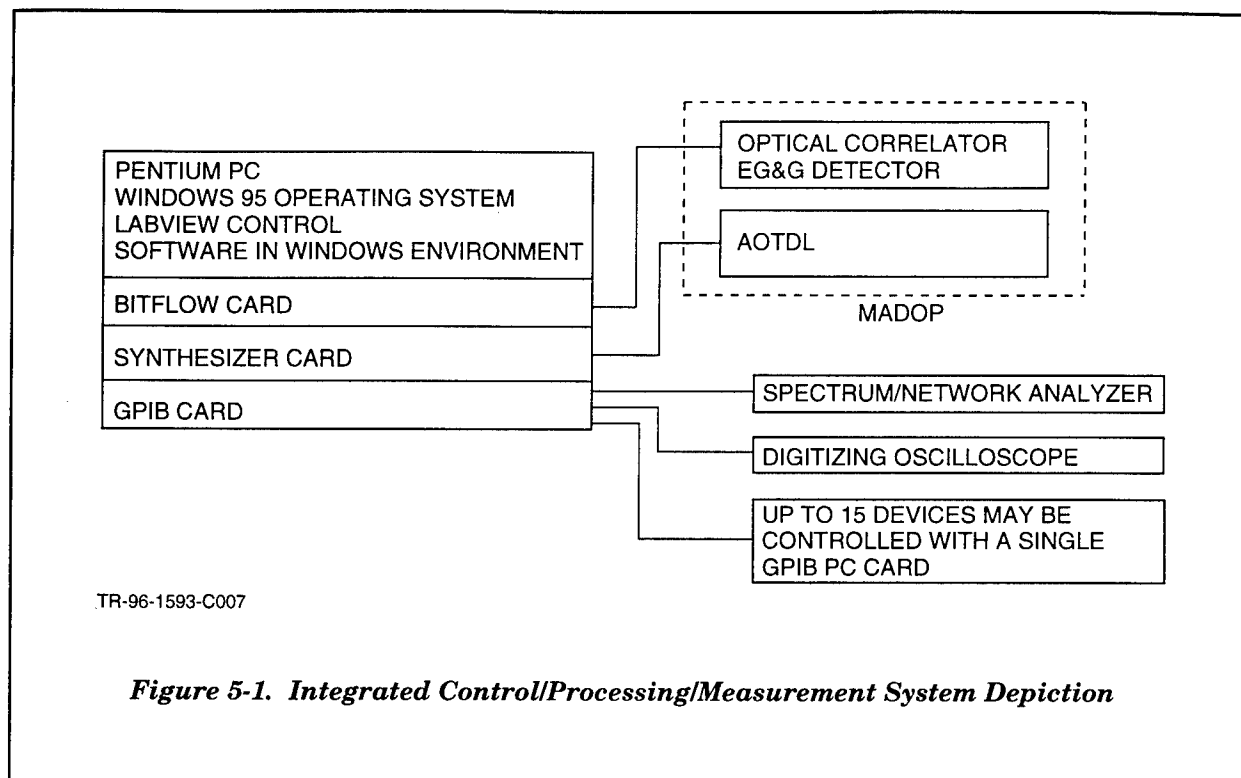 PENTIUM PC
WINDOWS 95 OPERATING SYSTEM
LABVIEW CONTROL
SOFTWARE IN WINDOWS ENVIRONMENT
BITFLOW CARD
SYNTHESIZER CARD
GPIB CARD
OPTICAL CORRELATOR
EG&G DETECTOR
AOTDL
MADOP
SPECTRUM/NETWORK ANALYZER
DIGITIZING OSCILLOSCOPE
UP TO 15 DEVICES MAY BE
CONTROLLED WITH A SINGLE
GPIB PC CARD
TR-96-1593-C007
Figure 5-1. Integrated Control/Processing/Measurement System Depiction